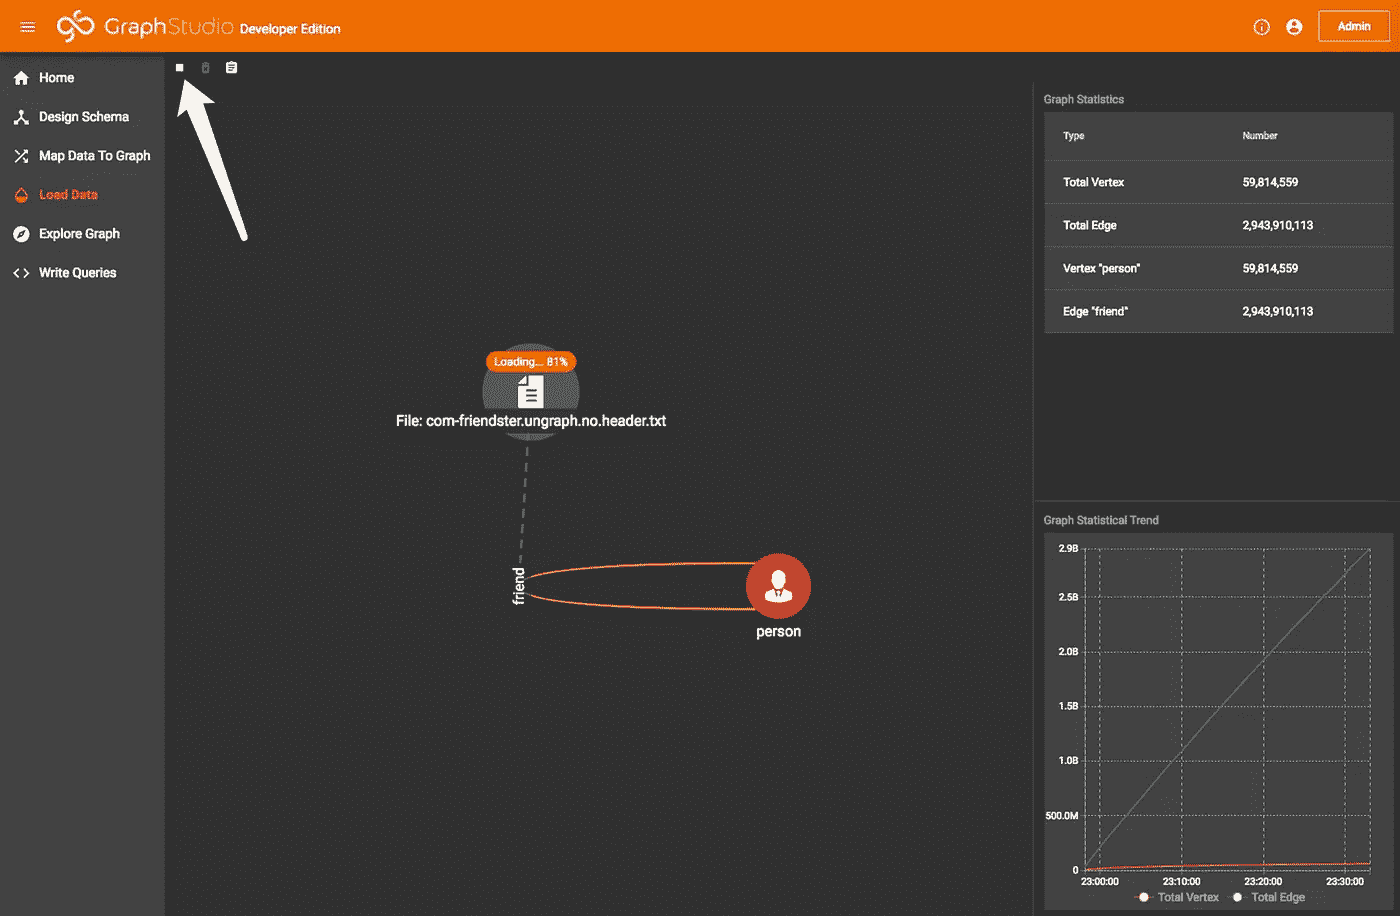 GraphStudio Developer Edition
Admin
Home
Design Schema
Map Data To Graph
Load Data
Explore Graph
Write Queries
Loading... 81%
File: com-friendster.ungraph.no.header.txt
friend
person
Graph Statistics
Type Number
Total Vertex 59,814,559
Total Edge 2,943,910,113
Vertex "person" 59,814,559
Edge "friend" 2,943,910,113
Graph Statistical Trend
2.9B
2.5B
2.0B
1.5B
1.0B
500.0M
0
23:00:00 23:10:00 23:20:00 23:30:00
Total Vertex Total Edge